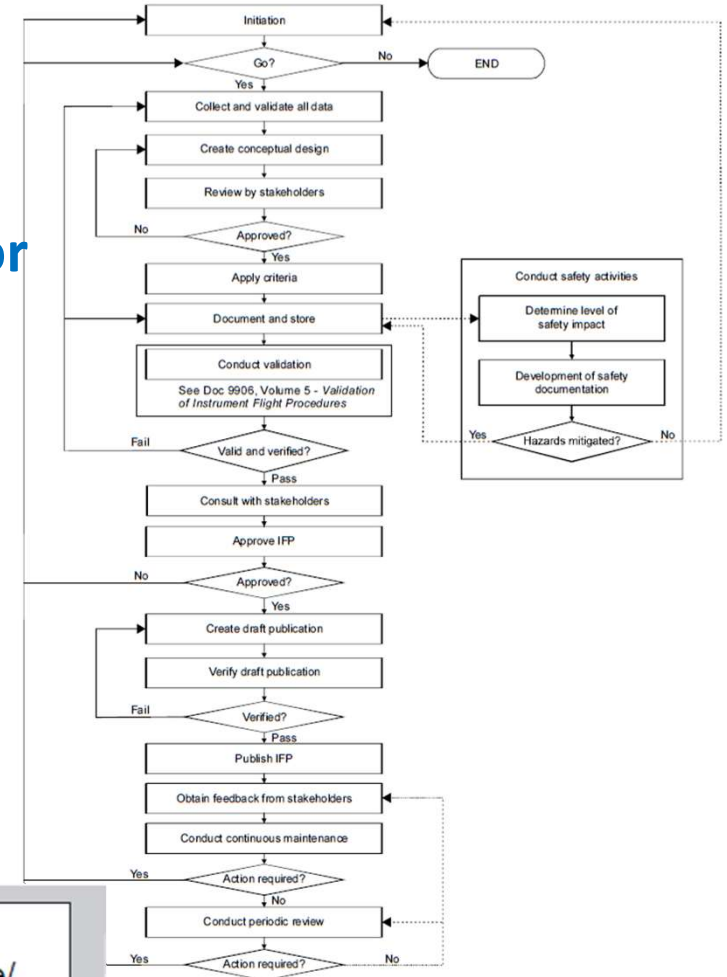 Initiation
Go?
No
END
Yes
Collect and validate all data
Create conceptual design
Review by stakeholders
No
Approved?
Yes
or
Apply criteria
Document and store
Conduct validation
See Doc 9906, Volume 5 - Validation
of Instrument Flight Procedures
Fail
Valid and verified?
Pass
Conduct safety activities
Determine level of
safety impact
Development of safety
documentation
Yes
Hazards mitigated?
No
Consult with stakeholders
Approve IFP
No
Approved?
Yes
Create draft publication
Verify draft publication
Fail
Verified?
Pass
Publish IFP
Obtain feedback from stakeholders
Conduct continuous maintenance
Yes
Action required?
No
Conduct periodic review
Yes
Action required?
No